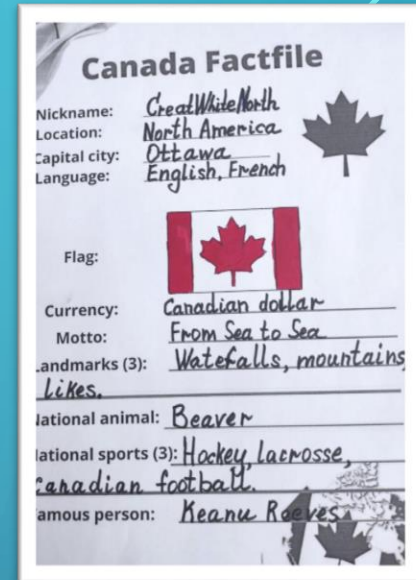 Canada Factfile
Nickname: CreatWhiteNorth
Location: North America
Capital city: Ottawa
Language: English, French
Flag:
Currency: Canadian dollar
Motto: From Sea to Sea
Landmarks (3): Watefalls, mountains,
likes.
National animal: Beaver
National sports (3): Hockey, lacrosse,
canadian football.
Famous person: Keanu Reeves